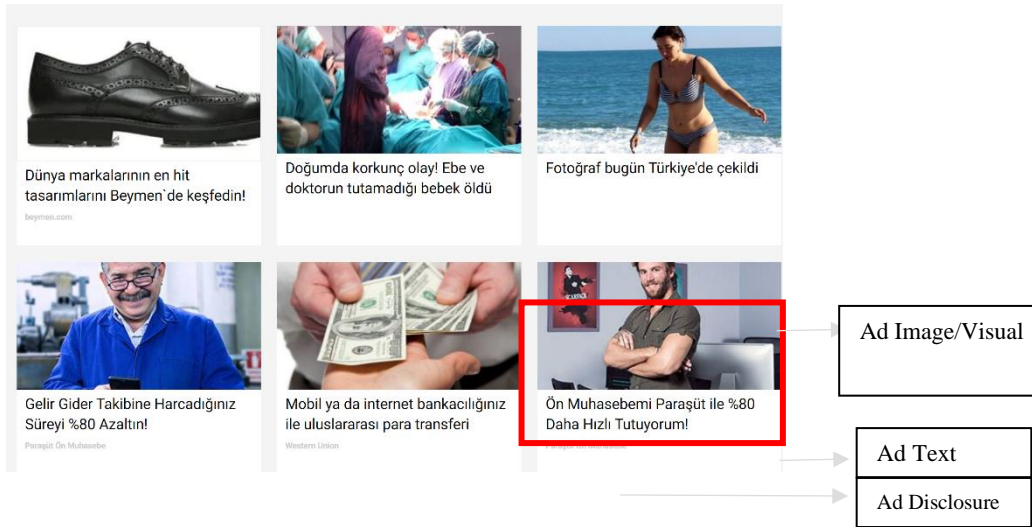 Dünya markalarının en hit
tasarımlarını Beymen`de keşfedin!
beymen.com
Doğumda korkunç olay! Ebe ve
doktorun tutamadığı bebek öldü
Fotoğraf bugün Türkiye'de çekildi
Gelir Gider Takibine Harcadığınız
Süreyi %80 Azaltın!
Paraşüt Ön Muhasebe
Mobil ya da internet bankacılığınız
ile uluslararası para transferi
Western Union
Ön Muhasebemi Paraşüt ile %80
Daha Hızlı Tutuyorum!
Paraşüt Ön Muhasebe
Ad Image/Visual
Ad Text
Ad Disclosure